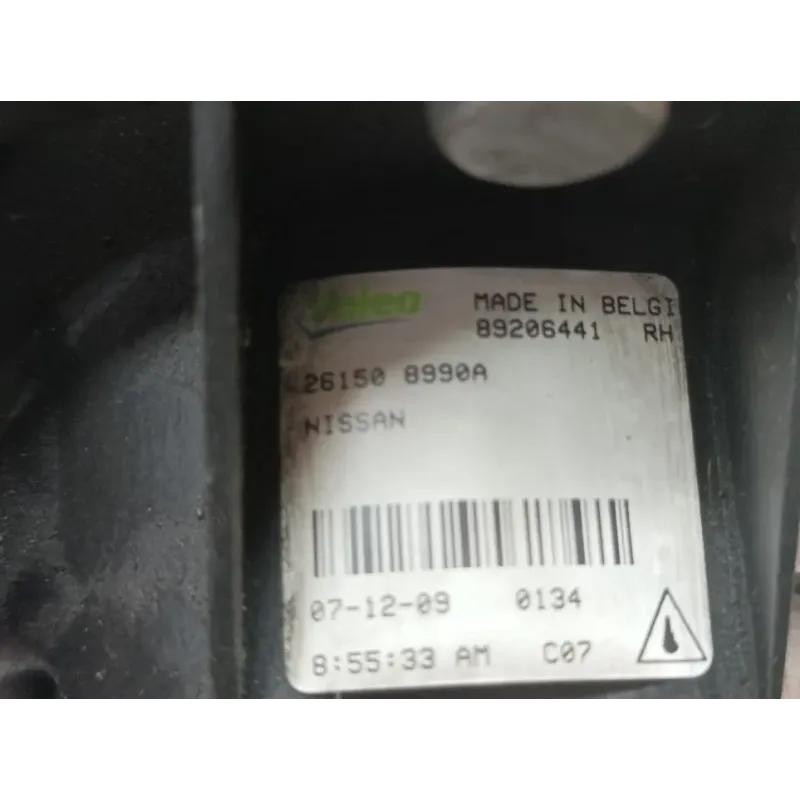 Valeo
MADE IN BELGI
89206441 RH
26150 8990A
NISSAN
07-12-09 0134
8:55:33 AM C07